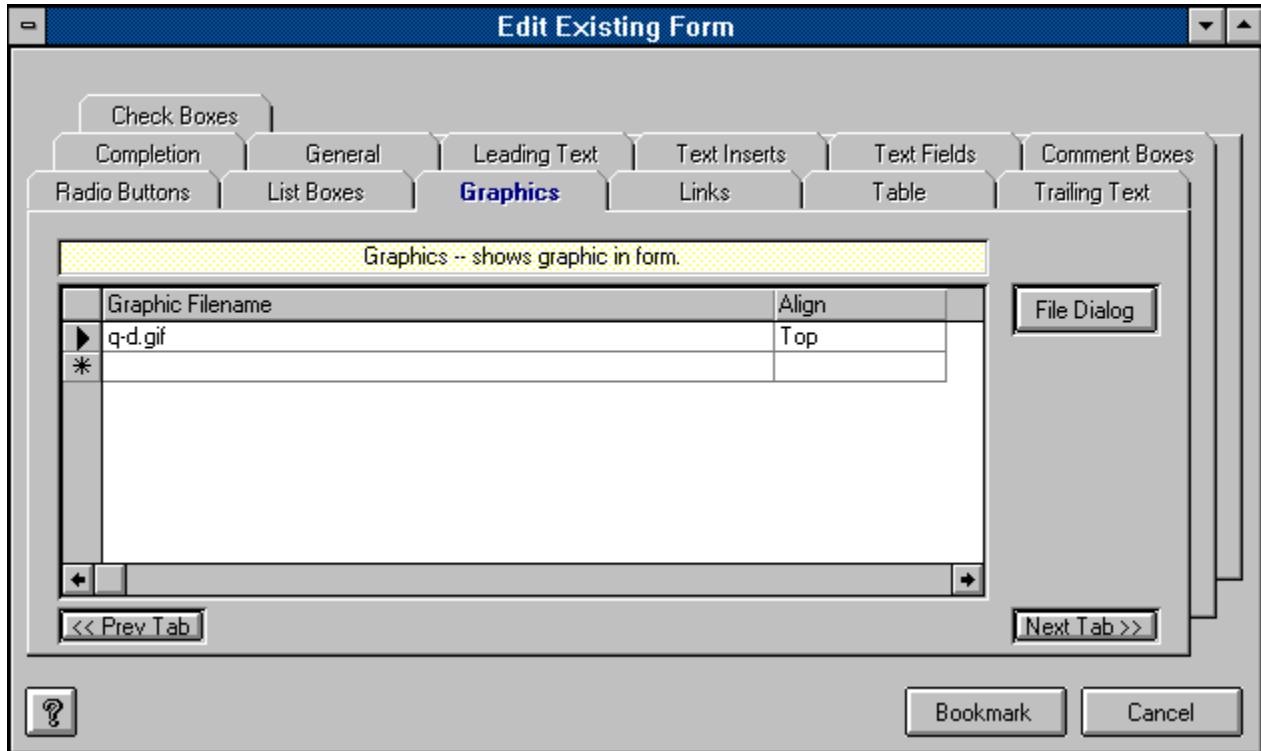 Edit Existing Form
Check Boxes
Completion General Leading Text Text Inserts Text Fields Comment Boxes
Radio Buttons List Boxes Graphics Links Table Trailing Text
Graphics -- shows graphic in form.
Graphic Filename Align
File Dialog
q-d.gif Top
<< Prev Tab Next Tab >>
? Bookmark Cancel